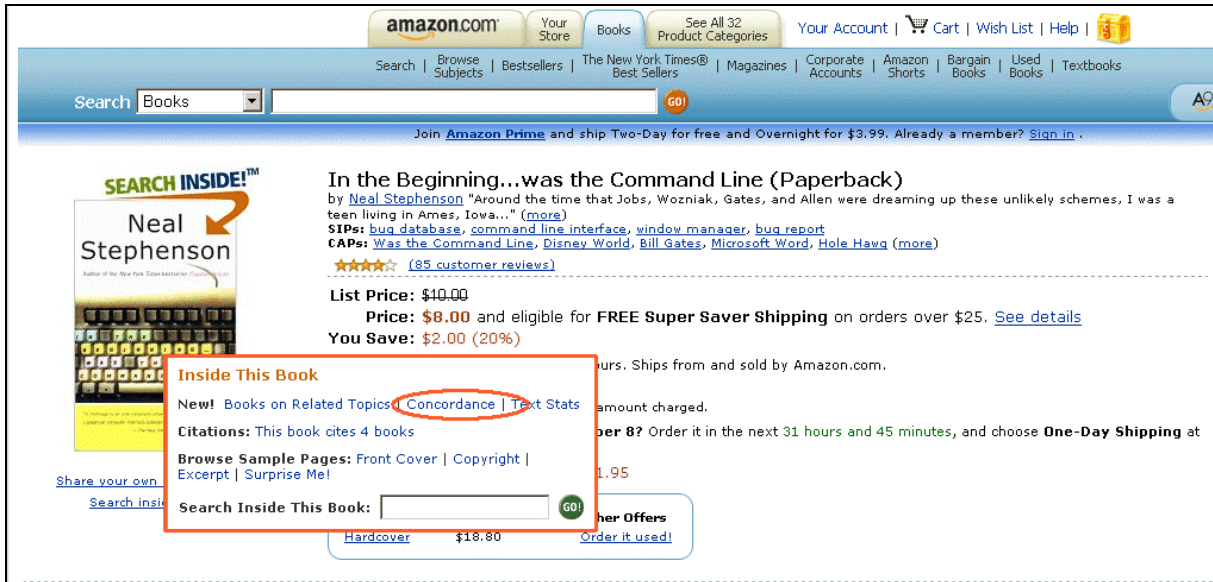 amazon.com
Your Store
Books
See All 32 Product Categories
Your Account | Cart | Wish List | Help |
Search | Browse Subjects | Bestsellers | The New York Times® Best Sellers | Magazines | Corporate Accounts | Amazon Shorts | Bargain Books | Used Books | Textbooks
Search Books GO!
A9
Join Amazon Prime and ship Two-Day for free and Overnight for $3.99. Already a member? Sign in .
SEARCH INSIDE!™
Neal
Stephenson
Author of the New York Times bestseller Cryptonomicon
In the Beginning...was the Command Line (Paperback)
by Neal Stephenson "Around the time that Jobs, Wozniak, Gates, and Allen were dreaming up these unlikely schemes, I was a
teen living in Ames, Iowa..." (more)
SIPs: bug database, command line interface, window manager, bug report
CAPs: Was the Command Line, Disney World, Bill Gates, Microsoft Word, Hole Hawg (more)
(85 customer reviews)
List Price: $10.00
Price: $8.00 and eligible for FREE Super Saver Shipping on orders over $25. See details
You Save: $2.00 (20%)
urs. Ships from and sold by Amazon.com.
amount charged.
er 8? Order it in the next 31 hours and 45 minutes, and choose One-Day Shipping at
1.95
Inside This Book
New! Books on Related Topics | Concordance | Text Stats
Citations: This book cites 4 books
Browse Sample Pages: Front Cover | Copyright |
Excerpt | Surprise Me!
Search Inside This Book: GO!
Share your own
Search insi
her Offers
Hardcover $18.80 Order it used!